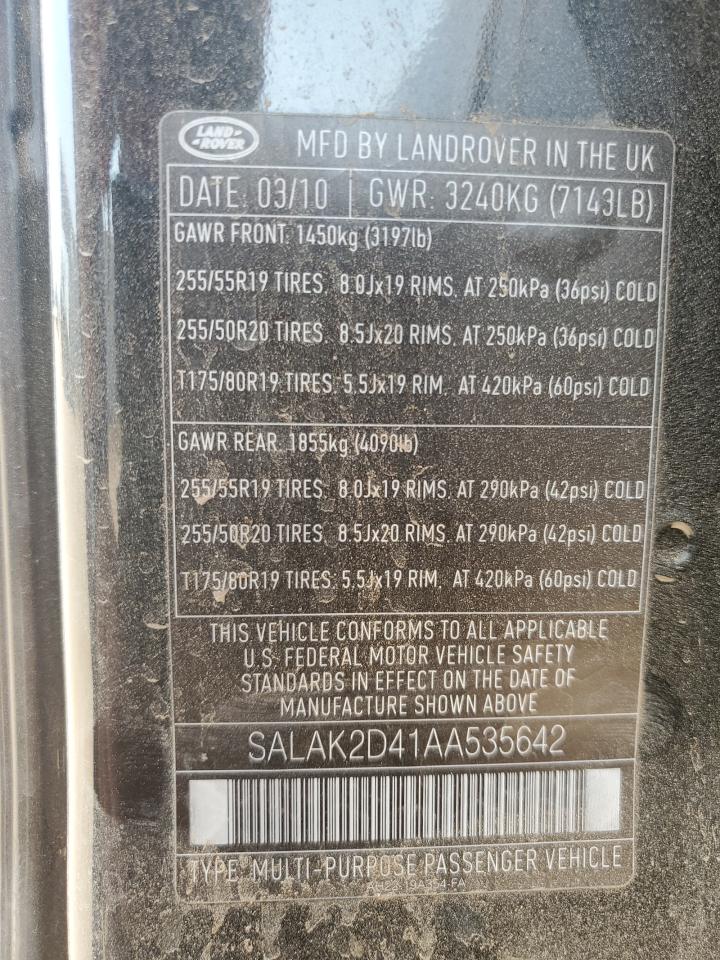 LAND ROVER
MFD BY LANDROVER IN THE UK
DATE: 03/10 GWR: 3240KG (7143LB)
GAWR FRONT: 1450kg (3197lb)
255/55R19 TIRES, 8.0Jx19 RIMS, AT 250kPa (36psi) COLD
255/50R20 TIRES, 8.5Jx20 RIMS, AT 250kPa (36psi) COLD
T175/80R19 TIRES: 5.5Jx19 RIM, AT 420kPa (60psi) COLD
GAWR REAR: 1855kg (4090lb)
255/55R19 TIRES, 8.0Jx19 RIMS, AT 290kPa (42psi) COLD
255/50R20 TIRES, 8.5Jx20 RIMS, AT 290kPa (42psi) COLD
T175/80R19 TIRES: 5.5Jx19 RIM, AT 420kPa (60psi) COLD
THIS VEHICLE CONFORMS TO ALL APPLICABLE
U.S. FEDERAL MOTOR VEHICLE SAFETY
STANDARDS IN EFFECT ON THE DATE OF
MANUFACTURE SHOWN ABOVE
SALAK2D41AA535642
TYPE: MULTI-PURPOSE PASSENGER VEHICLE